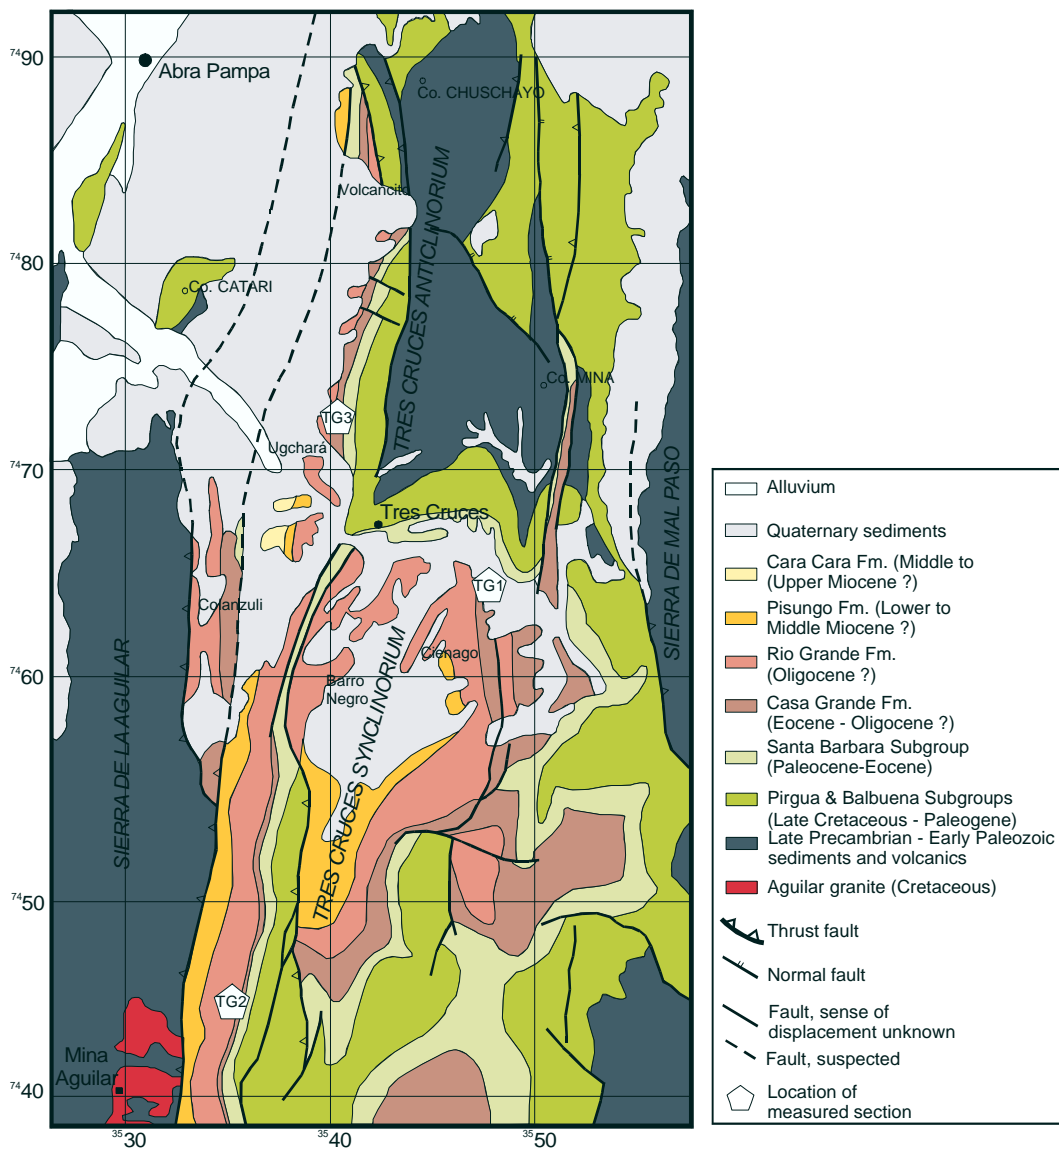 7490
Abra Pampa
Co. CHUSCHAYO
Volcancito
TRES CRUCES ANTICLINORIUM
7480
Co. CATARI
Co. MINA
TG3
Ugchará
7470
SIERRA DE MAL PASO
Tres Cruces
TG1
Colanzuli
Cienago
7460
Barro
Negro
SIERRA DE LA AGUILAR
TRES CRUCES SYNCLINORIUM
7450
TG2
Mina
Aguilar
7440
3530
3540
3550
Alluvium
Quaternary sediments
Cara Cara Fm. (Middle to
(Upper Miocene ?)
Pisungo Fm. (Lower to
Middle Miocene ?)
Rio Grande Fm.
(Oligocene ?)
Casa Grande Fm.
(Eocene - Oligocene ?)
Santa Barbara Subgroup
(Paleocene-Eocene)
Pirgua & Balbuena Subgroups
(Late Cretaceous - Paleogene)
Late Precambrian - Early Paleozoic
sediments and volcanics
Aguilar granite (Cretaceous)
Thrust fault
Normal fault
Fault, sense of
displacement unknown
Fault, suspected
Location of
measured section